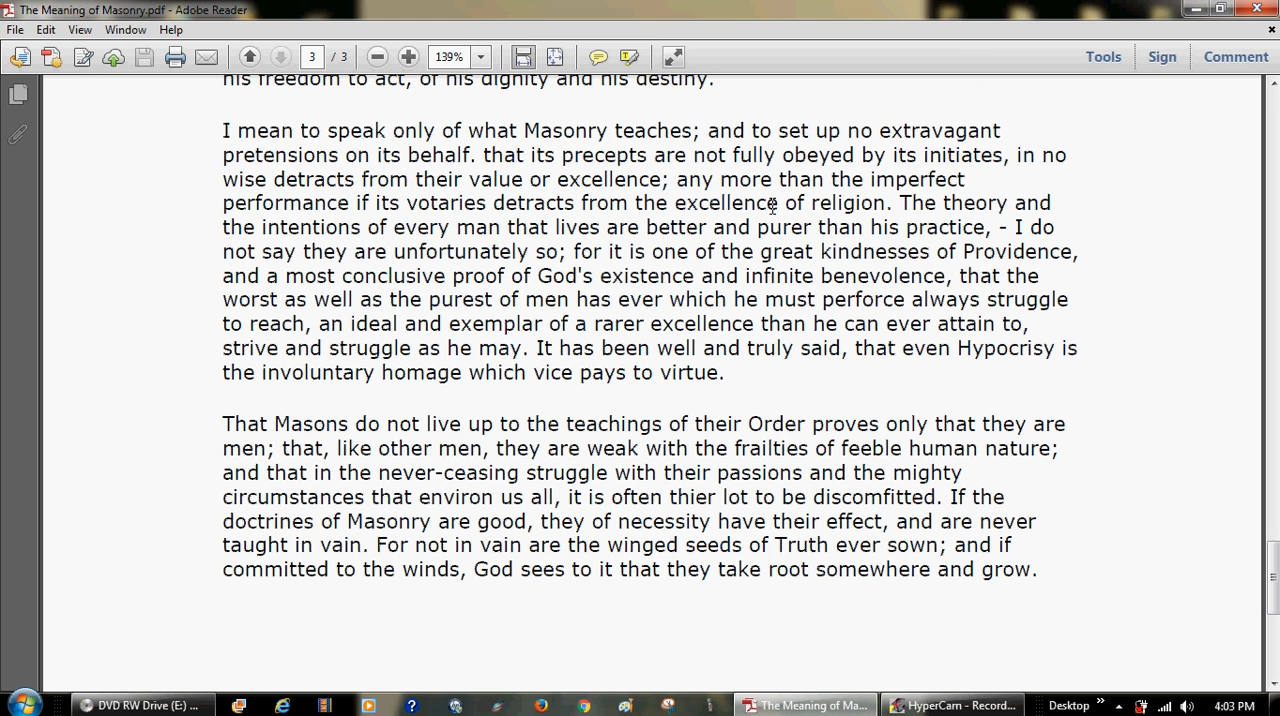 The Meaning of Masonry.pdf - Adobe Reader
File Edit View Window Help
3 / 3 139% Tools Sign Comment
his freedom to act, of his dignity and his destiny.
I mean to speak only of what Masonry teaches; and to set up no extravagant
pretensions on its behalf. that its precepts are not fully obeyed by its initiates, in no
wise detracts from their value or excellence; any more than the imperfect
performance if its votaries detracts from the excellence of religion. The theory and
the intentions of every man that lives are better and purer than his practice, - I do
not say they are unfortunately so; for it is one of the great kindnesses of Providence,
and a most conclusive proof of God's existence and infinite benevolence, that the
worst as well as the purest of men has ever which he must perforce always struggle
to reach, an ideal and exemplar of a rarer excellence than he can ever attain to,
strive and struggle as he may. It has been well and truly said, that even Hypocrisy is
the involuntary homage which vice pays to virtue.
That Masons do not live up to the teachings of their Order proves only that they are
men; that, like other men, they are weak with the frailties of feeble human nature;
and that in the never-ceasing struggle with their passions and the mighty
circumstances that environ us all, it is often thier lot to be discomfitted. If the
doctrines of Masonry are good, they of necessity have their effect, and are never
taught in vain. For not in vain are the winged seeds of Truth ever sown; and if
committed to the winds, God sees to it that they take root somewhere and grow.
DVD RW Drive (E:) ... The Meaning of Ma... HyperCam - Record... Desktop 4:03 PM